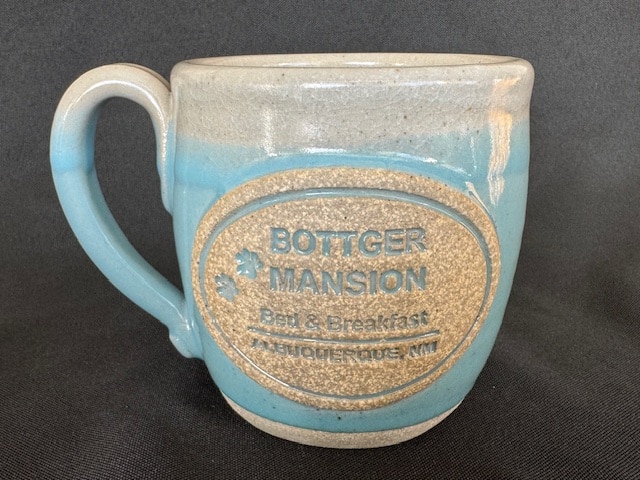 BOTTGER
MANSION
Bed & Breakfast
ALBUQUERQUE, NM